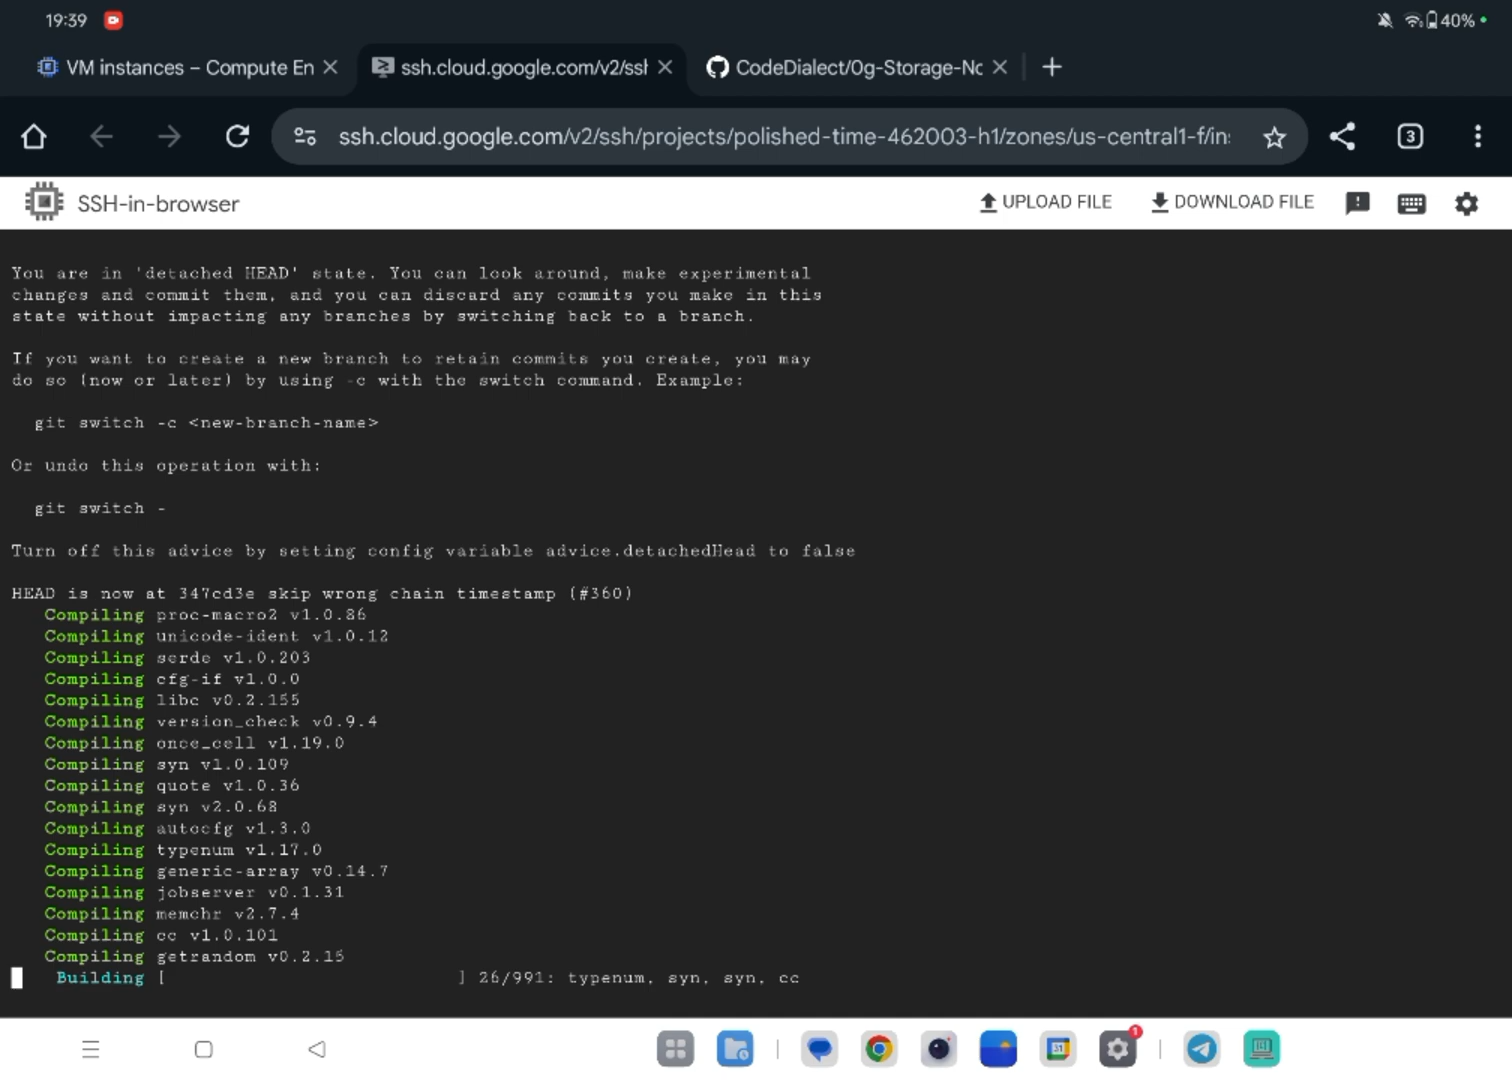 19:39
40%
VM instances – Compute En
ssh.cloud.google.com/v2/ssh
CodeDialect/0g-Storage-Nc
ssh.cloud.google.com/v2/ssh/projects/polished-time-462003-h1/zones/us-central1-f/in
3
SSH-in-browser
UPLOAD FILE
DOWNLOAD FILE
You are in 'detached HEAD' state. You can look around, make experimental
changes and commit them, and you can discard any commits you make in this
state without impacting any branches by switching back to a branch.
If you want to create a new branch to retain commits you create, you may
do so (now or later) by using -c with the switch command. Example:
git switch -c <new-branch-name>
Or undo this operation with:
git switch -
Turn off this advice by setting config variable advice.detachedHead to false
HEAD is now at 347cd3e skip wrong chain timestamp (#360)
Compiling proc-macro2 v1.0.86
Compiling unicode-ident v1.0.12
Compiling serde v1.0.203
Compiling cfg-if v1.0.0
Compiling libc v0.2.155
Compiling version_check v0.9.4
Compiling once_cell v1.19.0
Compiling syn v1.0.109
Compiling quote v1.0.36
Compiling syn v2.0.68
Compiling autocfg v1.3.0
Compiling typenum v1.17.0
Compiling generic-array v0.14.7
Compiling jobserver v0.1.31
Compiling memchr v2.7.4
Compiling cc v1.0.101
Compiling getrandom v0.2.15
Building [ ] 26/991: typenum, syn, syn, cc
31
1